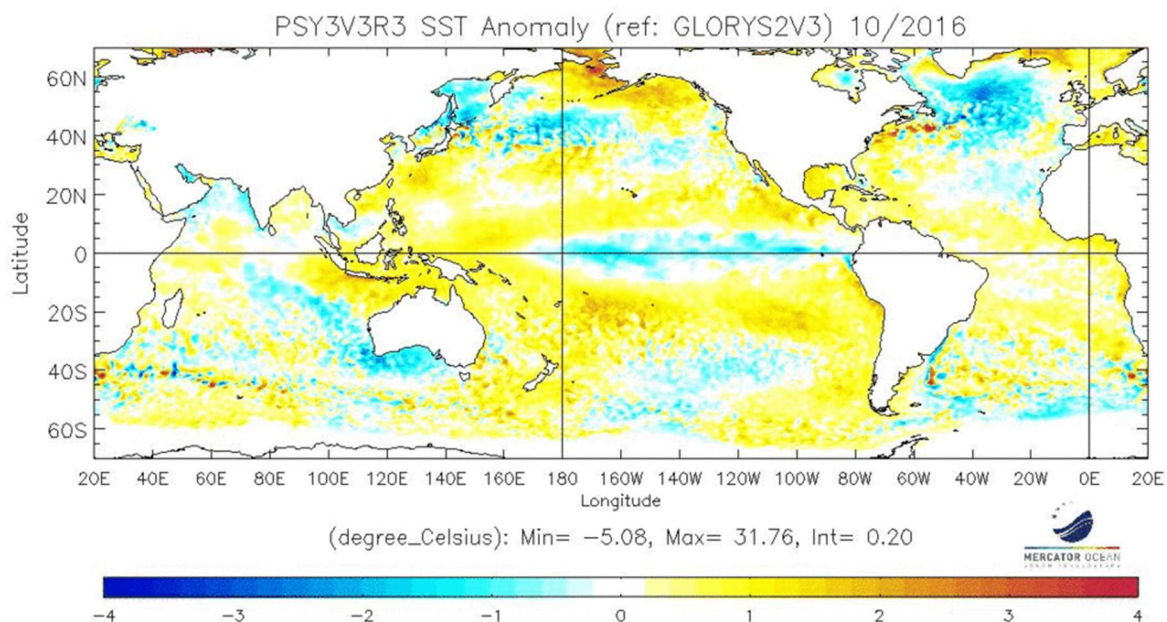 PSY3V3R3 SST Anomaly (ref: GLORYS2V3) 10/2016
60N
40N
20N
0
20S
40S
60S
Latitude
20E 40E 60E 80E 100E 120E 140E 160E 180 160W 140W 120W 100W 80W 60W 40W 20W 0 20E
Longitude
(degree_Celsius): Min= −5.08, Max= 31.76, Int= 0.20
MERCATOR OCEAN
−4 −3 −2 −1 0 1 2 3 4